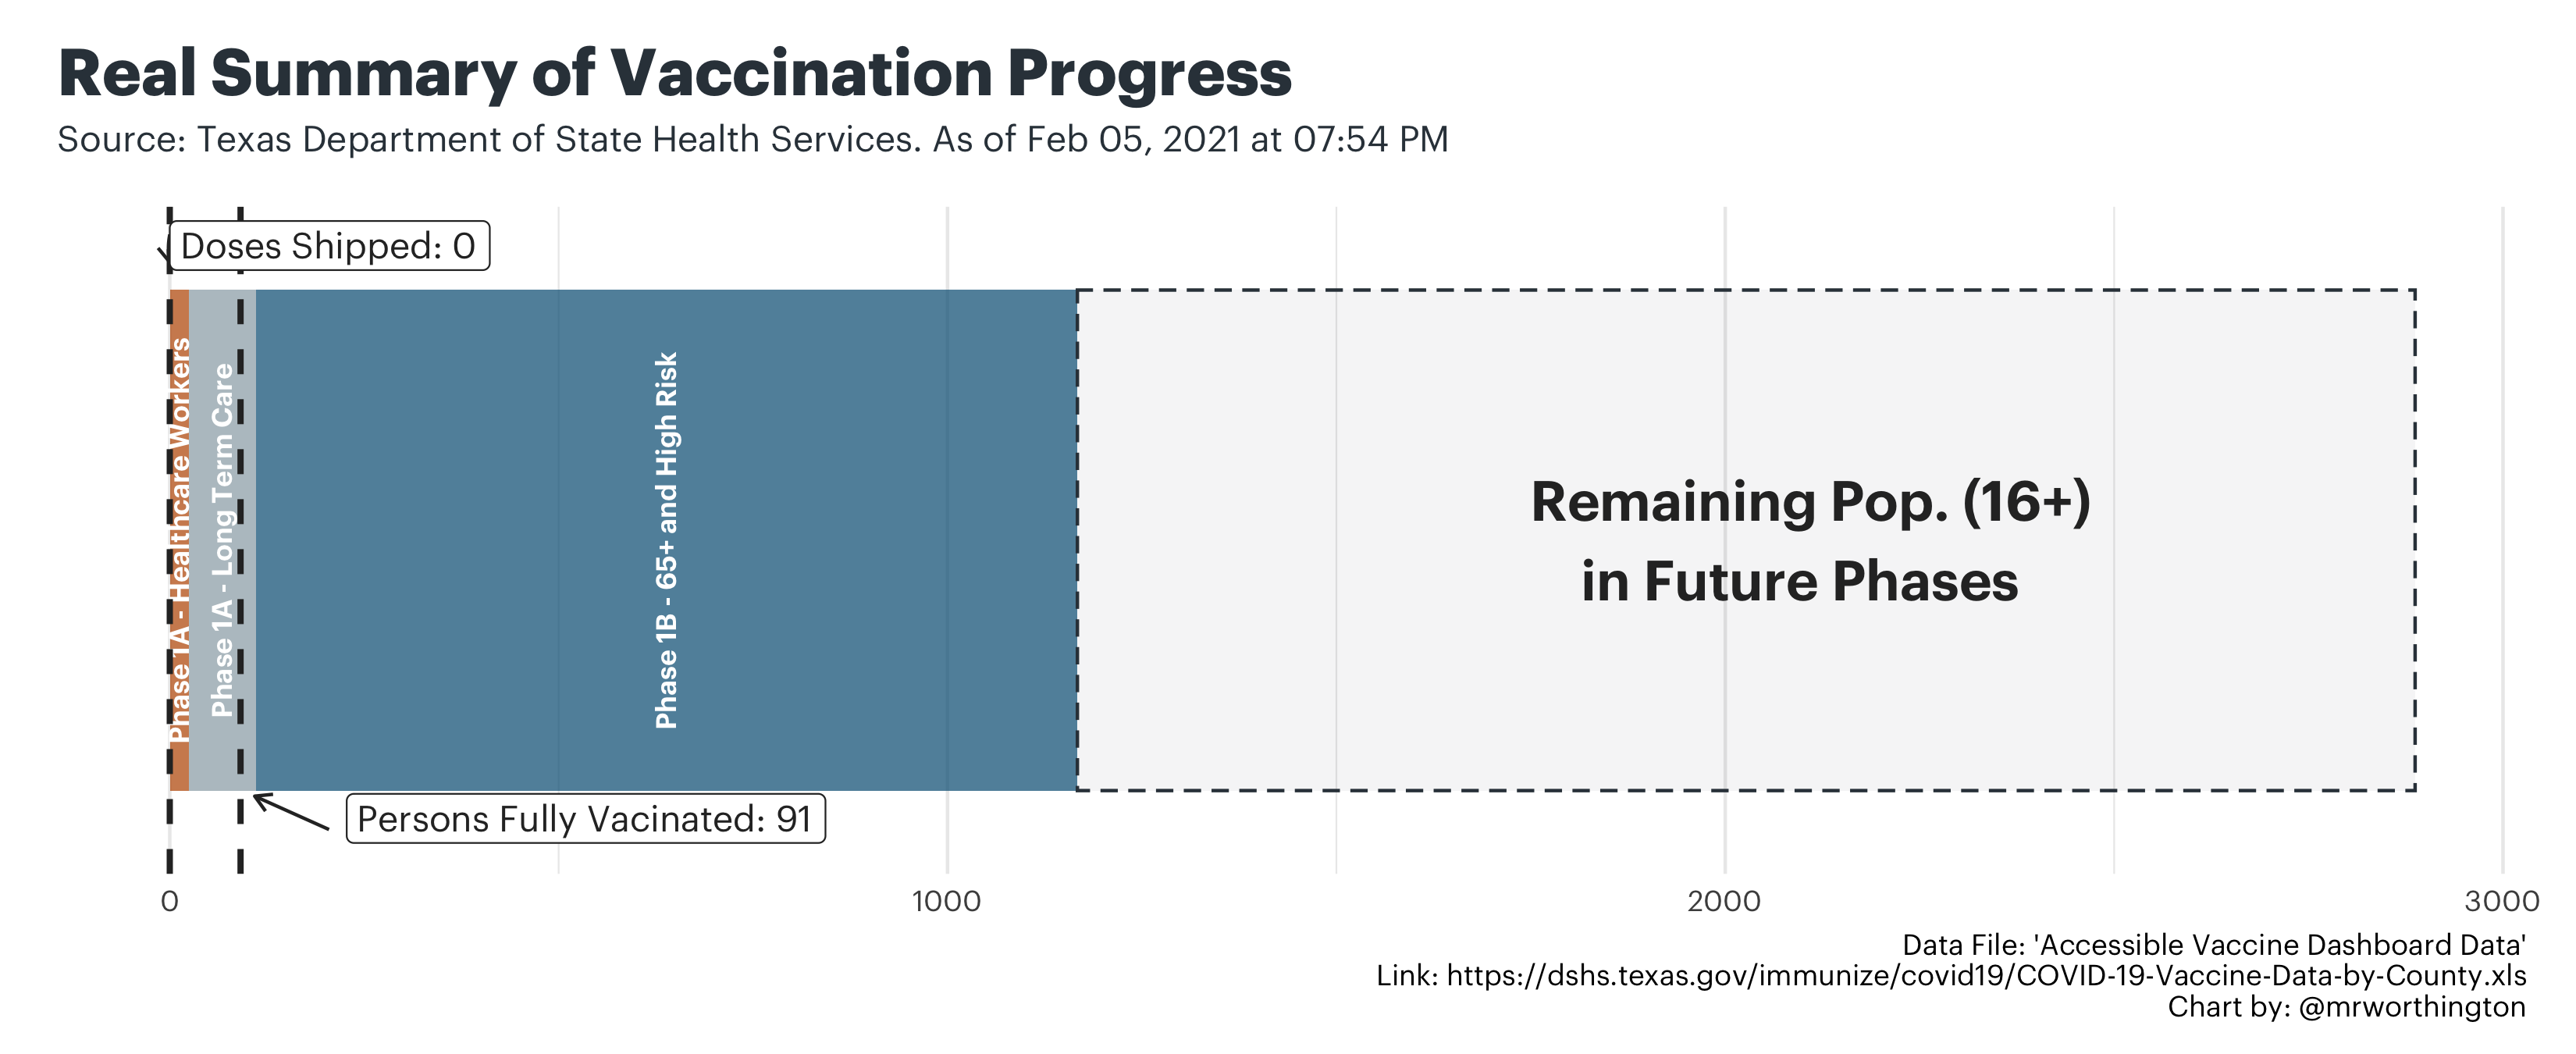 Real Summary of Vaccination Progress
Source: Texas Department of State Health Services. As of Feb 05, 2021 at 07:54 PM
Doses Shipped: 0
Phase 1A - Healthcare Workers
Phase 1A - Long Term Care
Phase 1B - 65+ and High Risk
Remaining Pop. (16+)
in Future Phases
Persons Fully Vacinated: 91
0 1000 2000 3000
Data File: 'Accessible Vaccine Dashboard Data'
Link: https://dshs.texas.gov/immunize/covid19/COVID-19-Vaccine-Data-by-County.xls
Chart by: @mrworthington